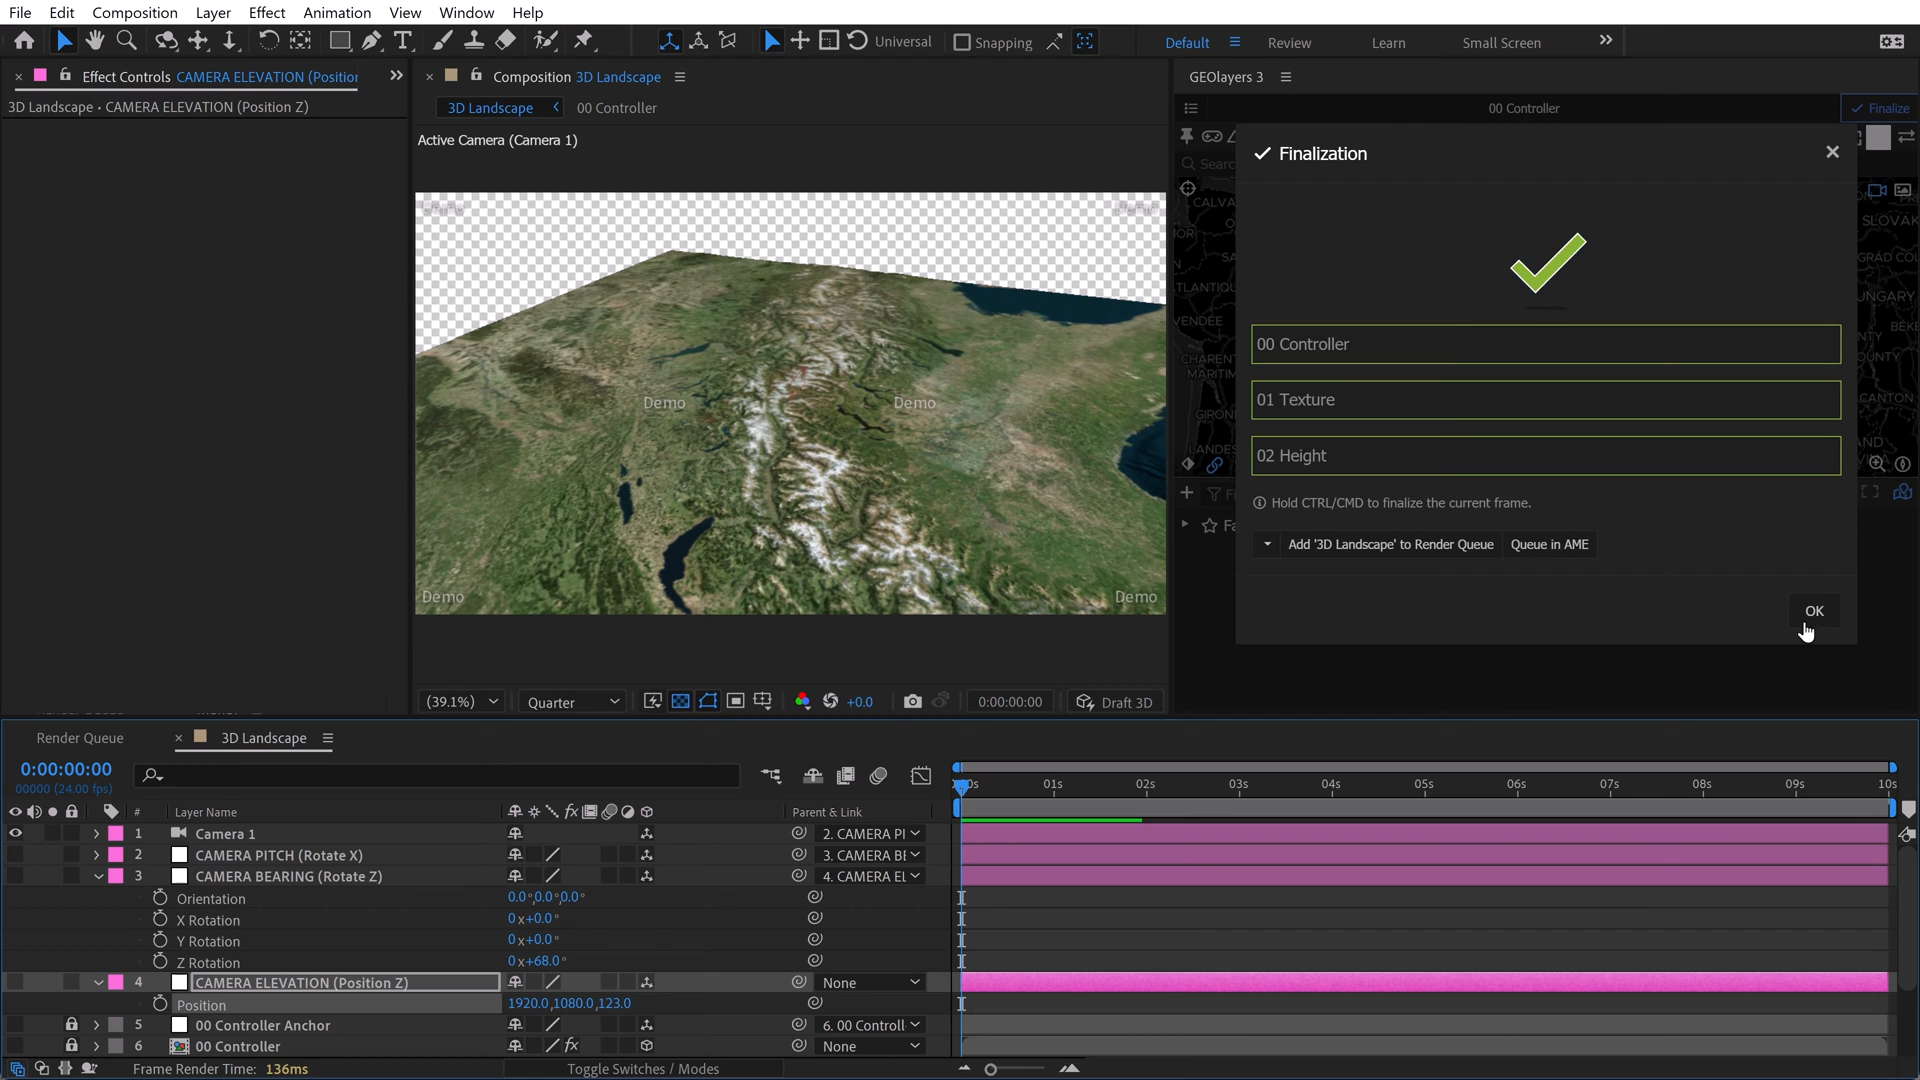 File Edit Composition Layer Effect Animation View Window Help
Universal Snapping Default Review Learn Small Screen
Effect Controls CAMERA ELEVATION (Position
3D Landscape • CAMERA ELEVATION (Position Z)
Composition 3D Landscape
3D Landscape 00 Controller
Active Camera (Camera 1)
Demo
Demo
Demo Demo
Demo Demo
(39.1%) Quarter +0.0 0:00:00:00 Draft 3D
GEOlayers 3
00 Controller Finalize
Finalization
00 Controller
01 Texture
02 Height
Hold CTRL/CMD to finalize the current frame.
Add '3D Landscape' to Render Queue Queue in AME
OK
Render Queue 3D Landscape
0:00:00:00
00000 (24.00 fps)
01s 02s 03s 04s 05s 06s 07s 08s 09s 10s
# Layer Name Parent & Link
1 Camera 1 2. CAMERA PI
2 CAMERA PITCH (Rotate X) 3. CAMERA BE
3 CAMERA BEARING (Rotate Z) 4. CAMERA EL
Orientation 0.0°,0.0°,0.0°
X Rotation 0x+0.0°
Y Rotation 0x+0.0°
Z Rotation 0x+68.0°
4 CAMERA ELEVATION (Position Z) None
Position 1920.0,1080.0,123.0
5 00 Controller Anchor 6. 00 Controll
6 00 Controller fx None
Frame Render Time: 136ms Toggle Switches / Modes